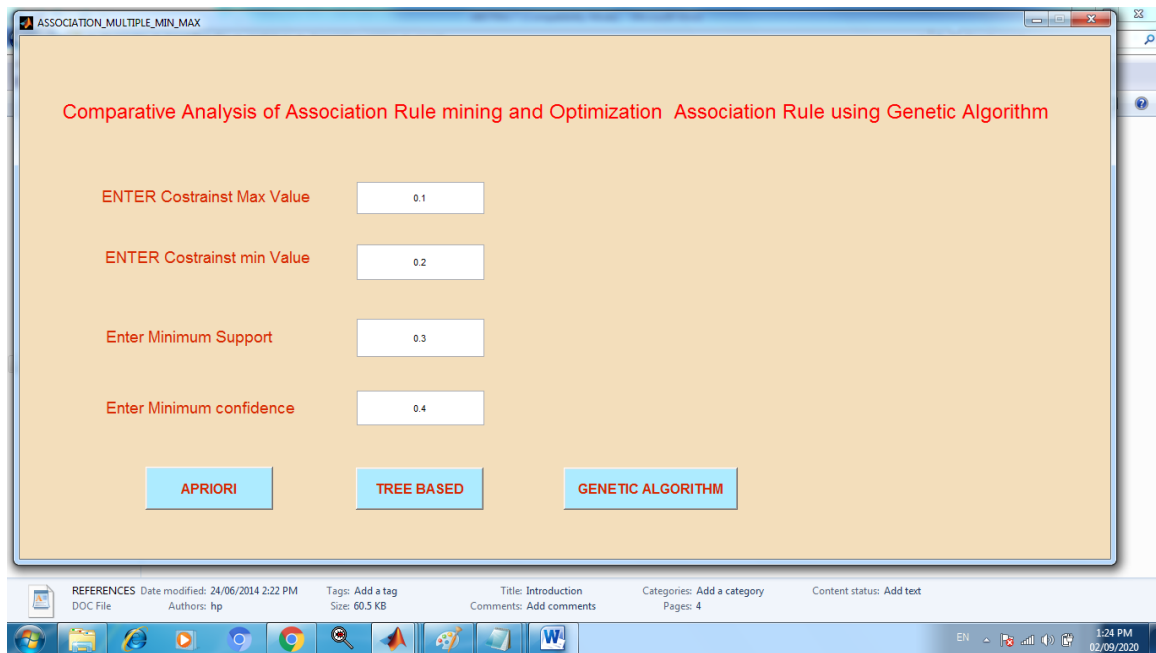 ASSOCIATION_MULTIPLE_MIN_MAX
Comparative Analysis of Association Rule mining and Optimization Association Rule using Genetic Algorithm
ENTER Costrainst Max Value 0.1
ENTER Costrainst min Value 0.2
Enter Minimum Support 0.3
Enter Minimum confidence 0.4
APRIORI TREE BASED GENETIC ALGORITHM
REFERENCES Date modified: 24/06/2014 2:22 PM Tags: Add a tag Title: Introduction Categories: Add a category Content status: Add text
DOC File Authors: hp Size: 60.5 KB Comments: Add comments Pages: 4
EN 1:24 PM
02/09/2020